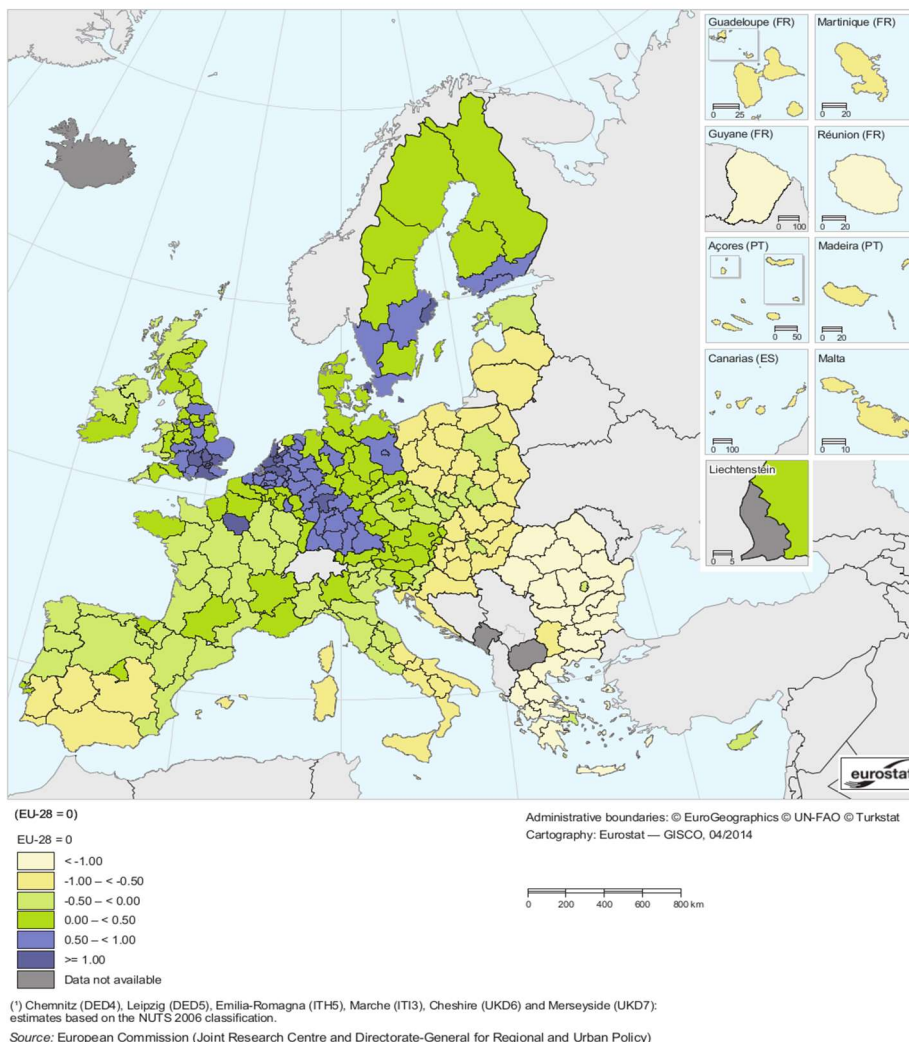 Guadeloupe (FR)
0 25
Martinique (FR)
0 20
Guyane (FR)
0 100
Réunion (FR)
0 20
Açores (PT)
0 50
Madeira (PT)
0 20
Canarias (ES)
0 100
Malta
0 10
Liechtenstein
0 5
eurostat
(EU-28 = 0)
EU-28 = 0
< -1.00
-1.00 – < -0.50
-0.50 – < 0.00
0.00 – < 0.50
0.50 – < 1.00
>= 1.00
Data not available
Administrative boundaries: © EuroGeographics © UN-FAO © Turkstat
Cartography: Eurostat — GISCO, 04/2014
0 200 400 600 800 km
(¹) Chemnitz (DED4), Leipzig (DED5), Emilia-Romagna (ITH5), Marche (ITI3), Cheshire (UKD6) and Merseyside (UKD7):
estimates based on the NUTS 2006 classification.
Source: European Commission (Joint Research Centre and Directorate-General for Regional and Urban Policy)